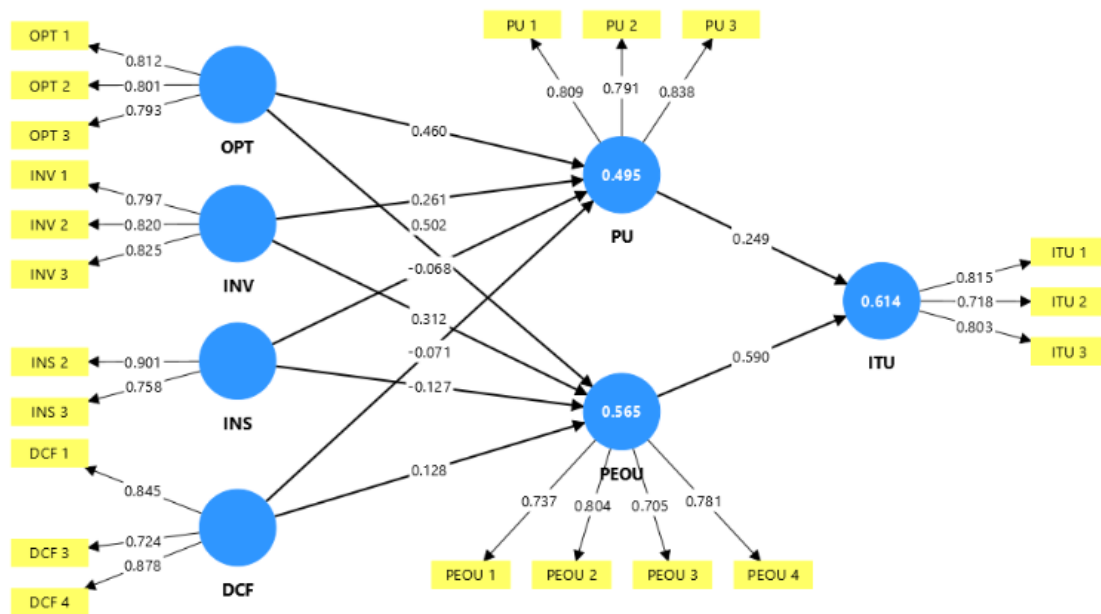 PU 1
PU 2
PU 3
OPT 1
0.812
OPT 2
0.801
0.793
OPT 3
OPT
0.809
0.791
0.838
0.460
INV 1
0.797
INV 2
0.820
0.825
INV 3
INV
0.261
0.502
0.495
PU
-0.068
0.249
0.312
ITU 1
0.815
ITU 2
0.718
0.803
ITU 3
0.614
ITU
INS 2
0.901
0.758
INS 3
INS
-0.071
-0.127
0.590
0.565
PEOU
DCF 1
0.845
DCF 3
0.724
0.878
DCF 4
DCF
0.128
0.737
0.804
0.705
0.781
PEOU 1
PEOU 2
PEOU 3
PEOU 4